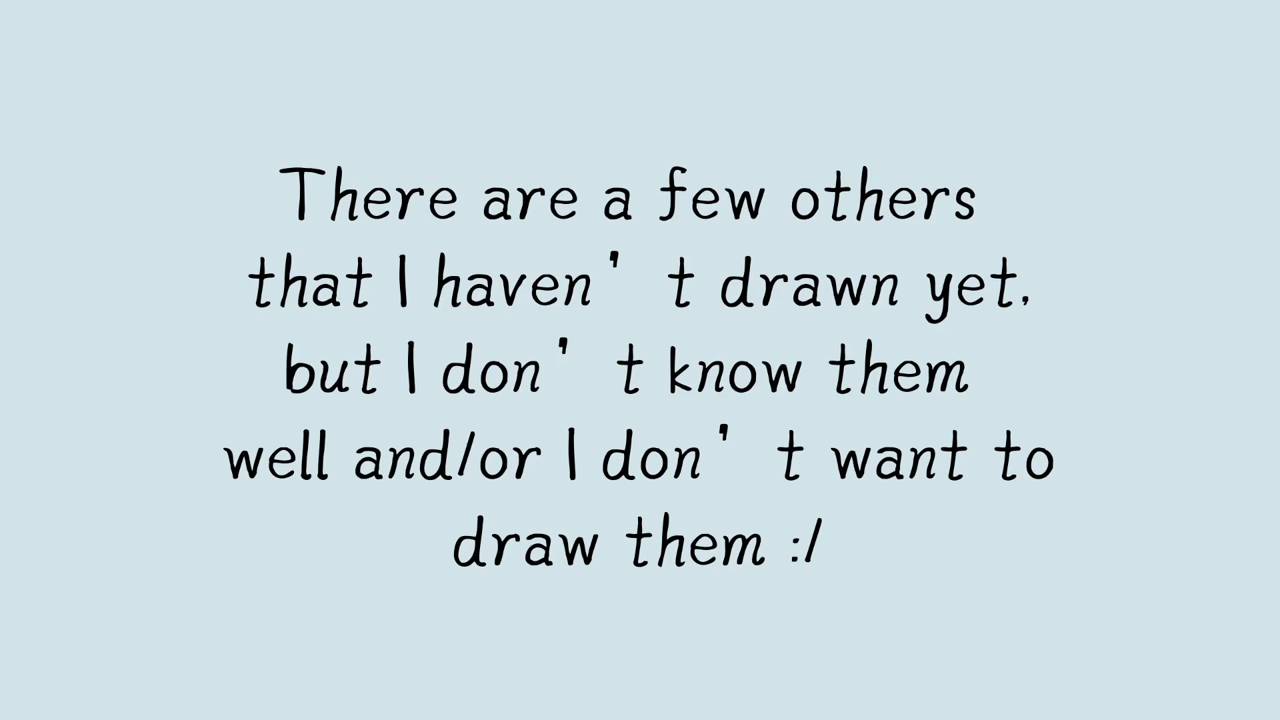 There are a few others
that I haven’t drawn yet,
but I don’t know them
well and/or I don’t want to
draw them :/